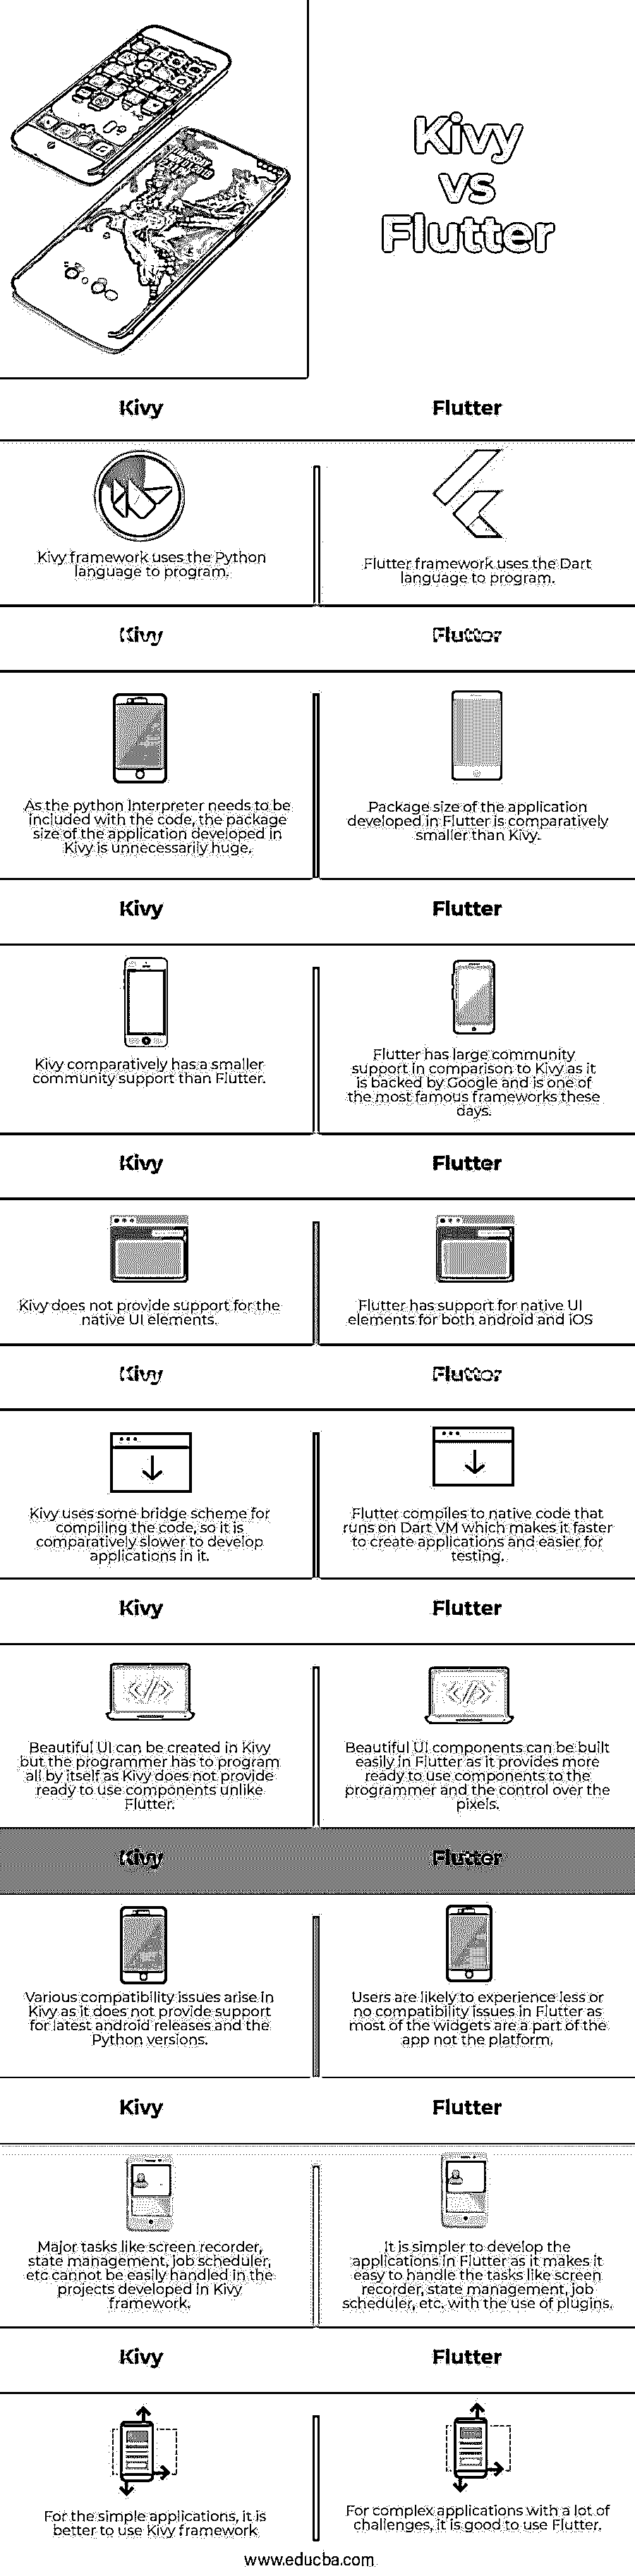 Kivy
vs
Flutter
Kivy
Flutter
Kivy framework uses the Python
language to program.
Flutter framework uses the Dart
language to program.
Kivy
Flutter
As the python Interpreter needs to be
included with the code, the package
size of the application developed in
Kivy is unnecessarily huge.
Package size of the application
developed in Flutter is comparatively
smaller than Kivy.
Kivy
Flutter
Kivy comparatively has a smaller
community support than Flutter.
Flutter has large community
support in comparison to Kivy as it
is backed by Google and is one of
the most famous frameworks these
days.
Kivy
Flutter
Kivy does not provide support for the
native UI elements.
Flutter has support for native UI
elements for both android and iOS
Kivy
Flutter
Kivy uses some bridge scheme for
compiling the code, so it is
comparatively slower to develop
applications in it.
Flutter compiles to native code that
runs on Dart VM which makes it faster
to create applications and easier for
testing.
Kivy
Flutter
Beautiful UI can be created in Kivy
but the programmer has to program
all by itself as Kivy does not provide
ready to use components unlike
Flutter.
Beautiful UI components can be built
easily in Flutter as it provides more
ready to use components to the
programmer and the control over the
pixels.
Kivy
Flutter
Various compatibility issues arise in
Kivy as it does not provide support
for latest android releases and the
Python versions.
Users are likely to experience less or
no compatibility issues in Flutter as
most of the widgets are a part of the
app not the platform.
Kivy
Flutter
Major tasks like screen recorder,
state management, job scheduler,
etc cannot be easily handled in the
projects developed in Kivy
framework.
It is simpler to develop the
applications in Flutter as it makes it
easy to handle the tasks like screen
recorder, state management, job
scheduler, etc. with the use of plugins.
Kivy
Flutter
For the simple applications, it is
better to use Kivy framework
For complex applications with a lot of
challenges, it is good to use Flutter.
www.educba.com